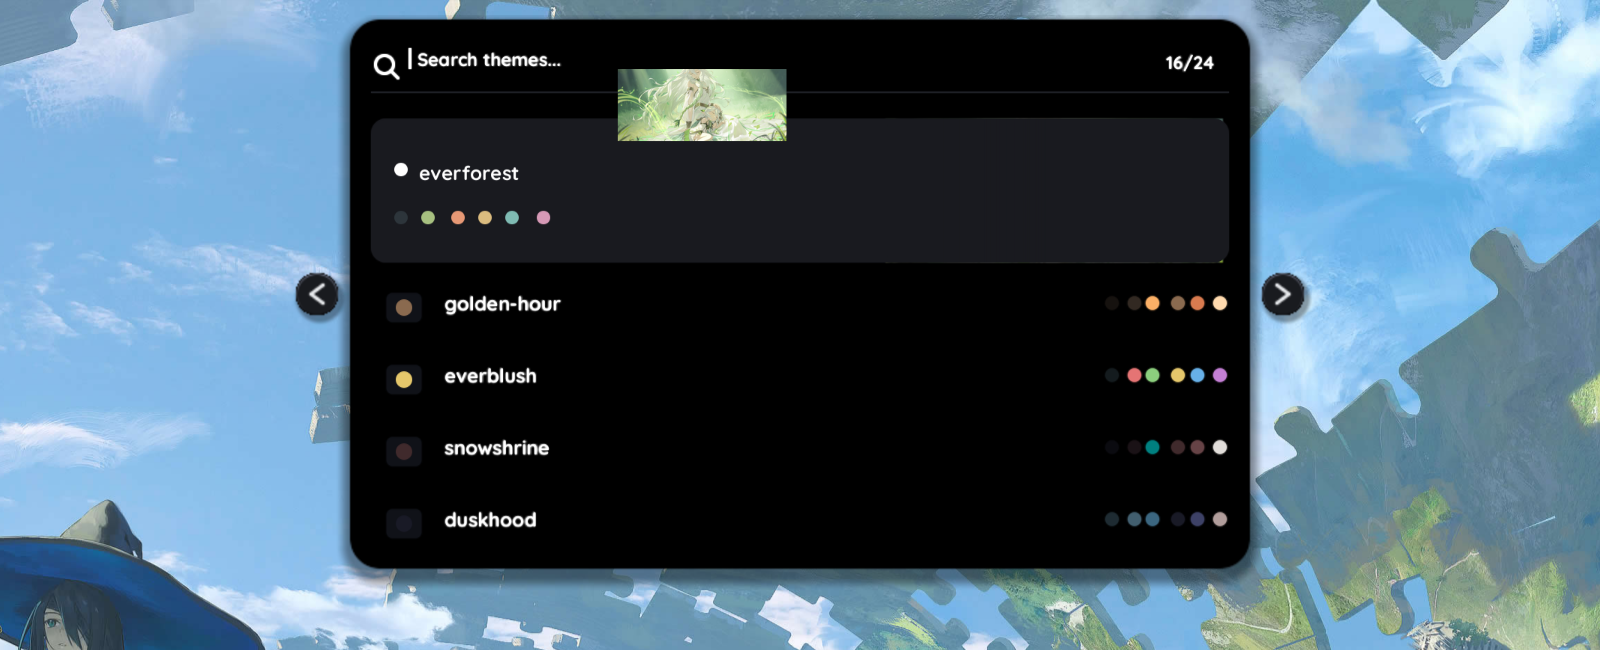 Search themes...
16/24
everforest
golden-hour
everblush
snowshrine
duskhood